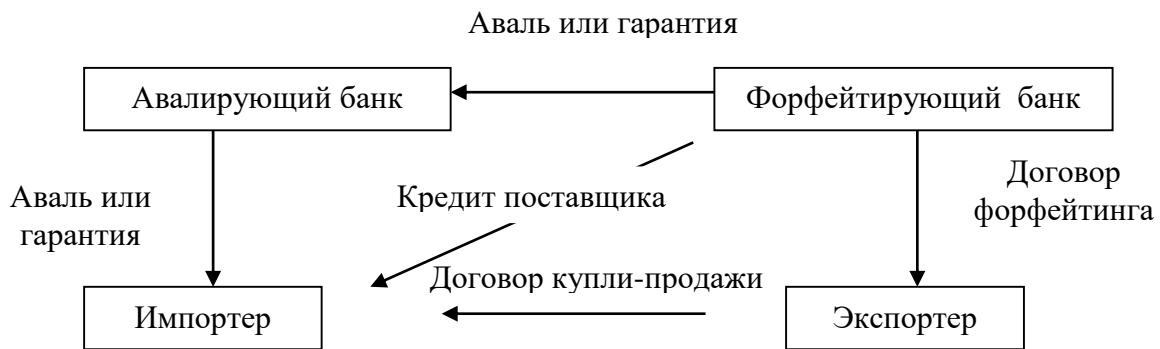 Аваль или гарантия
Авалирующий банк
Форфейтирующий банк
Аваль или
гарантия
Кредит поставщика
Договор
форфейтинга
Договор купли-продажи
Импортер
Экспортер